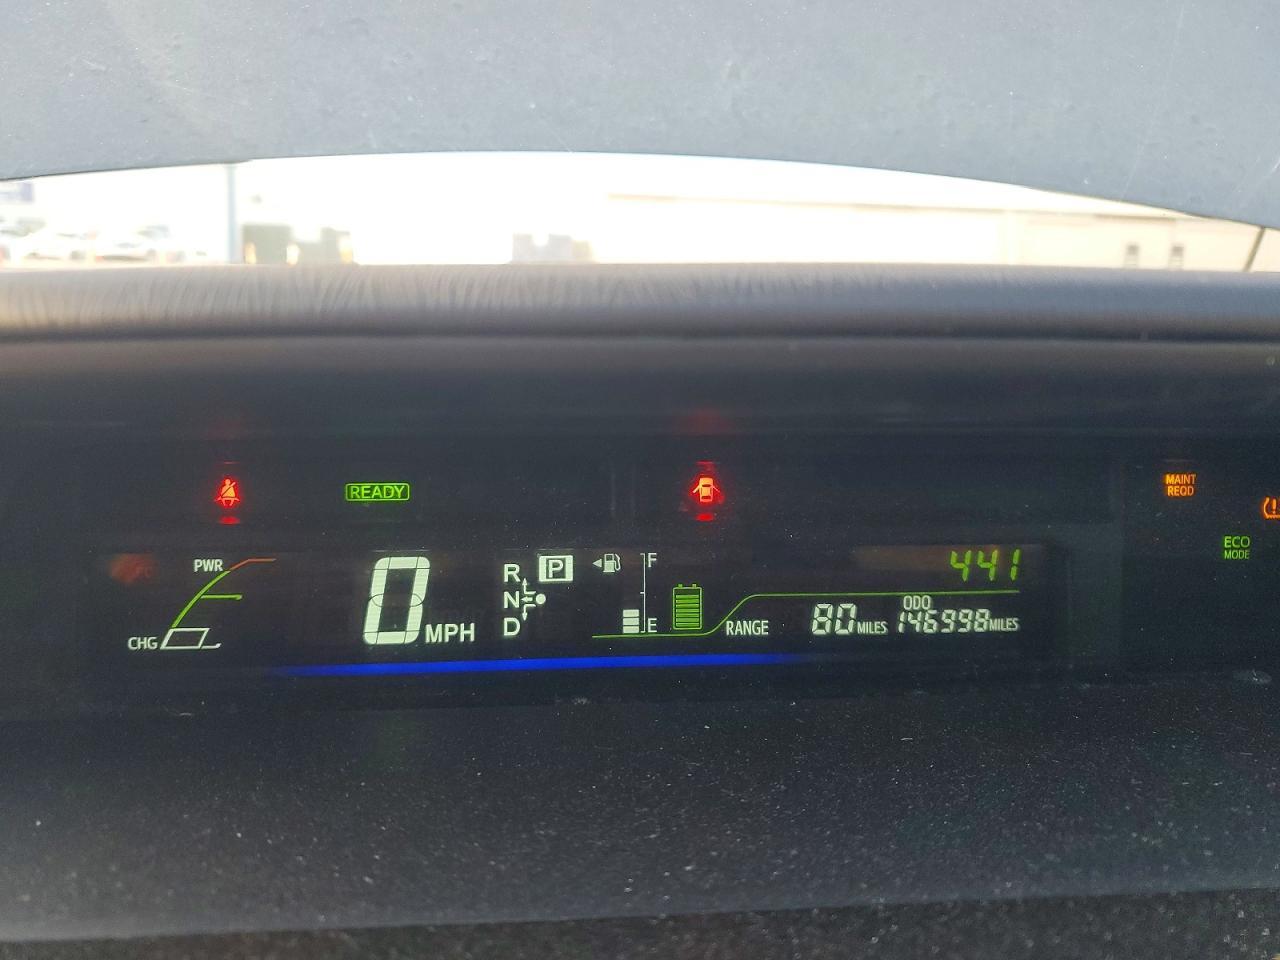 READY
MAINT
REQD
ECO
MODE
PWR
CHG
0 MPH
R
N
D
P
F
E
441
RANGE 80 MILES
ODO
146998 MILES